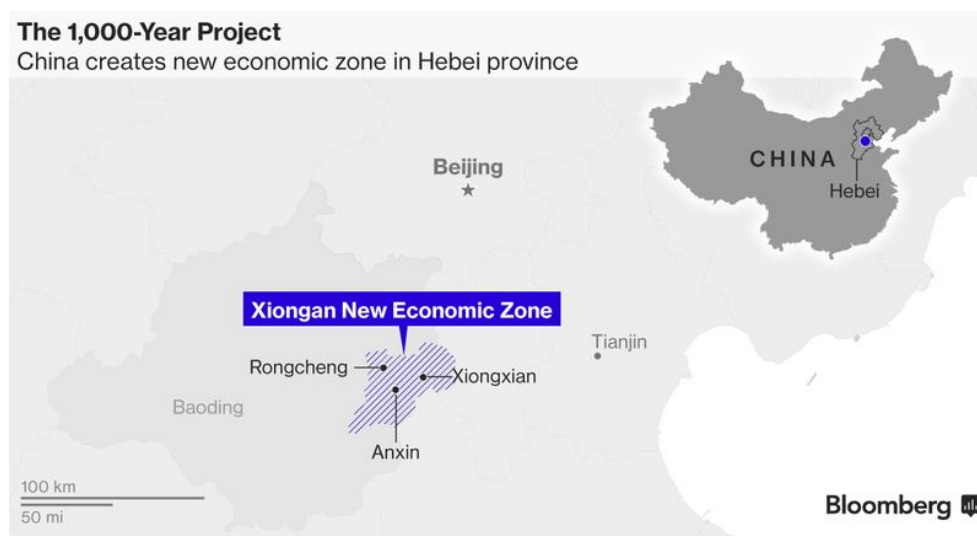 The 1,000-Year Project
China creates new economic zone in Hebei province
CHINA
Hebei
Beijing
Xiongan New Economic Zone
Tianjin
Rongcheng
Xiongxian
Baoding
Anxin
100 km
50 mi
Bloomberg